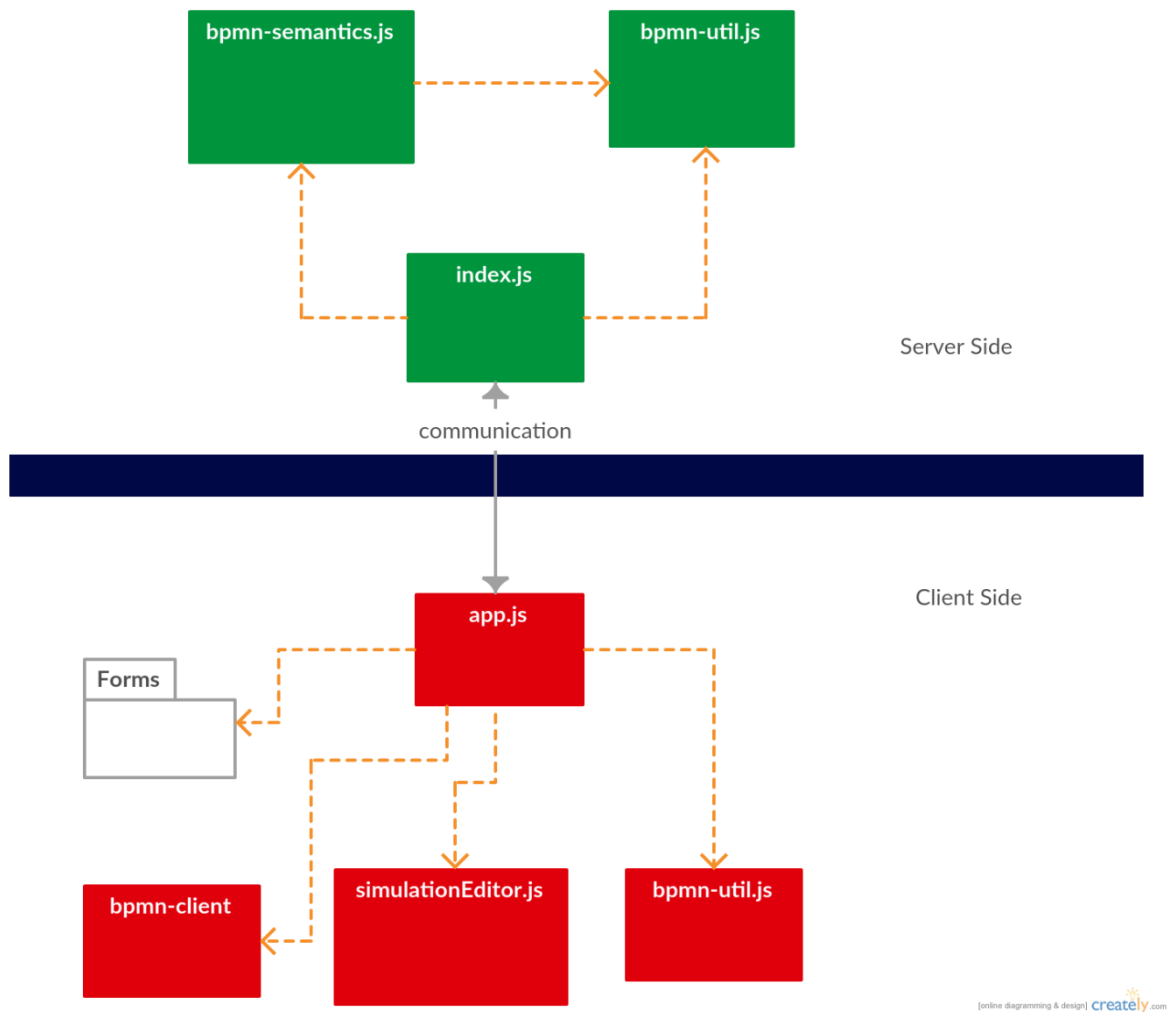 bpmn-semantics.js
bpmn-util.js
index.js
Server Side
communication
Client Side
app.js
Forms
bpmn-client
simulationEditor.js
bpmn-util.js
[online diagramming & design] creately.com